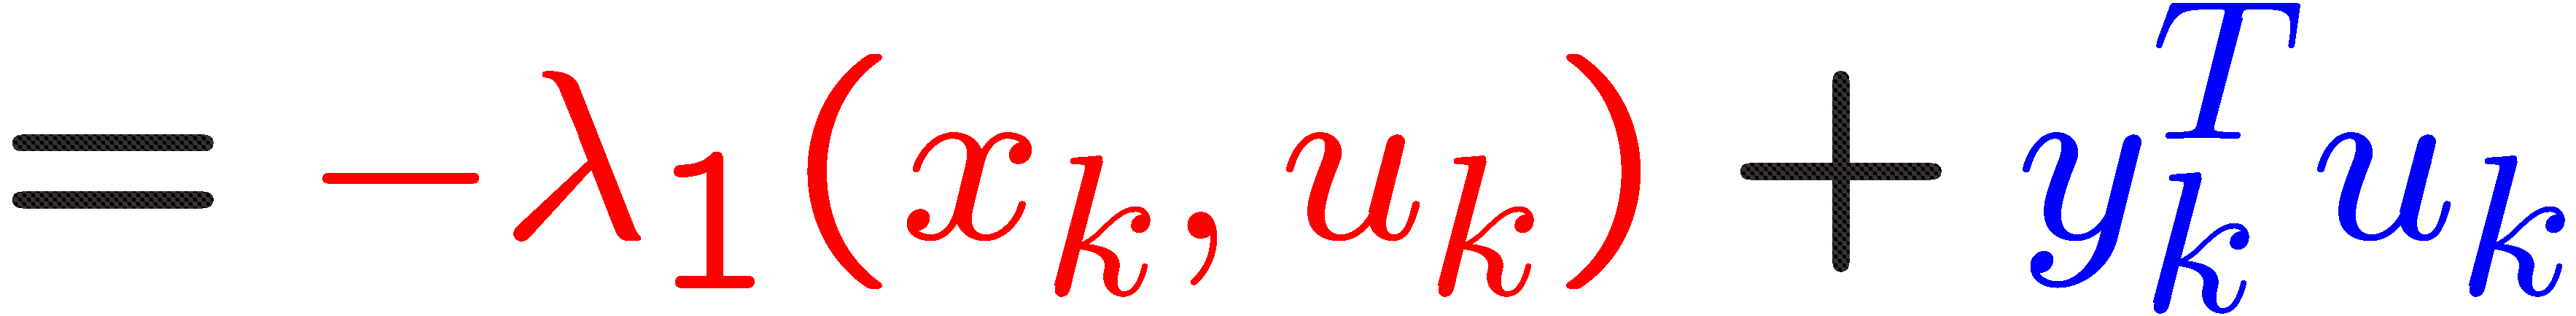 = −λ₁(xₖ, uₖ) + yₖᵀuₖ